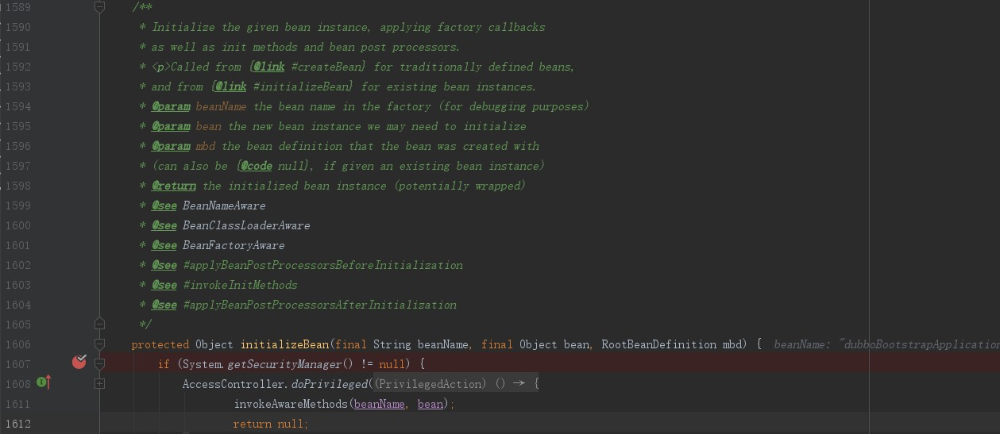 1589 /**
1590 * Initialize the given bean instance, applying factory callbacks
1591 * as well as init methods and bean post processors.
1592 * <p>Called from {@link #createBean} for traditionally defined beans,
1593 * and from {@link #initializeBean} for existing bean instances.
1594 * @param beanName the bean name in the factory (for debugging purposes)
1595 * @param bean the new bean instance we may need to initialize
1596 * @param mbd the bean definition that the bean was created with
1597 * (can also be {@code null}, if given an existing bean instance)
1598 * @return the initialized bean instance (potentially wrapped)
1599 * @see BeanNameAware
1600 * @see BeanClassLoaderAware
1601 * @see BeanFactoryAware
1602 * @see #applyBeanPostProcessorsBeforeInitialization
1603 * @see #invokeInitMethods
1604 * @see #applyBeanPostProcessorsAfterInitialization
1605 */
1606 protected Object initializeBean(final String beanName, final Object bean, RootBeanDefinition mbd) { beanName: "dubboBootstrapApplication
1607 if (System.getSecurityManager() != null) {
1608 AccessController.doPrivileged((PrivilegedAction) () → {
1611 invokeAwareMethods(beanName, bean);
1612 return null;